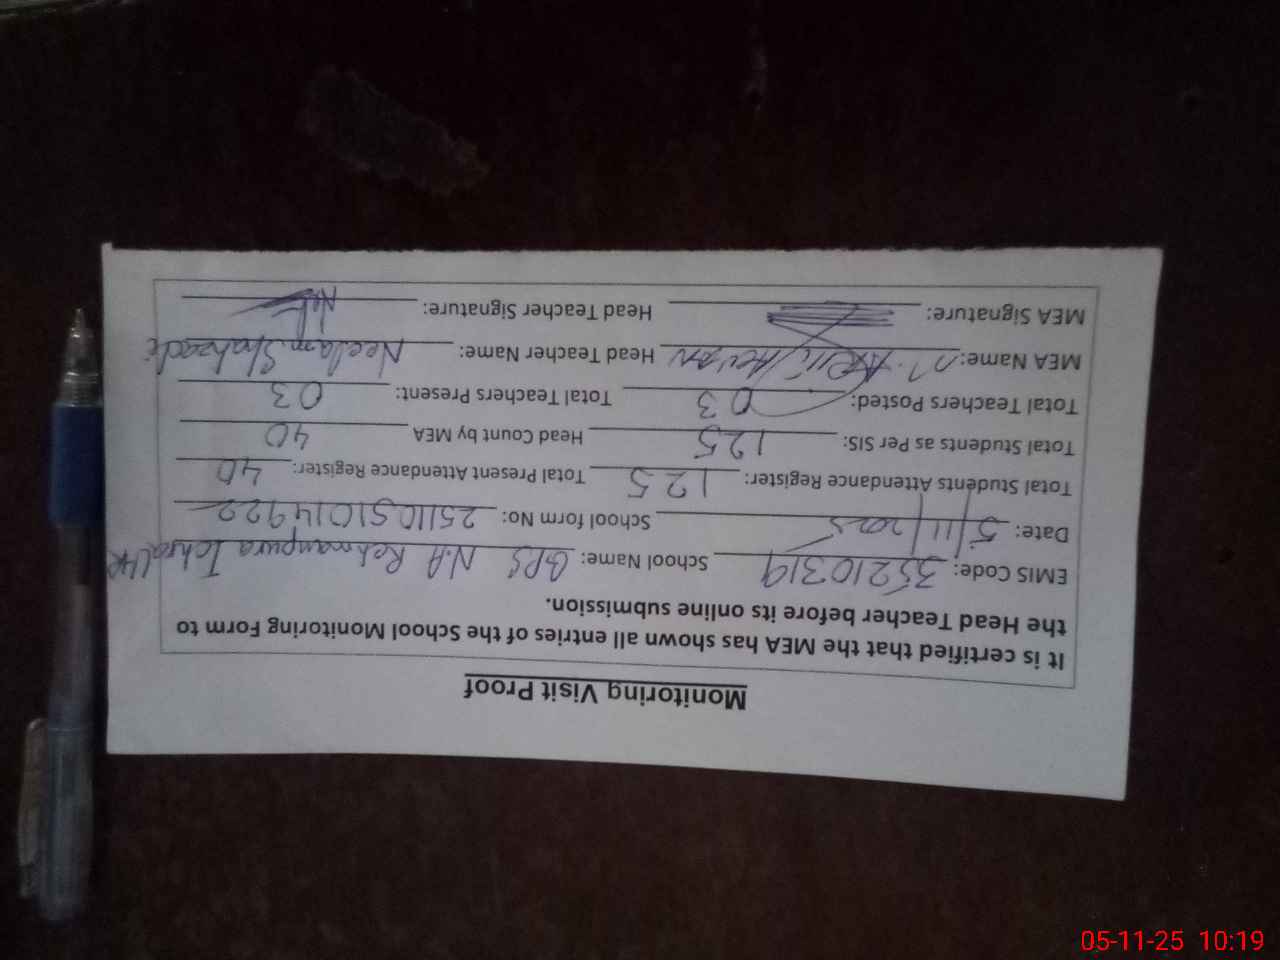 Monitoring Visit Proof
It is certified that the MEA has shown all entries of the School Monitoring Form to
the Head Teacher before its online submission.
EMIS Code: 35210319 School Name: GPS N.A Rehmanpura Ichra LHR
Date: 5/11/2025 School form No: 2511051014922
Total Students Attendance Register: 125 Total Present Attendant Register: 40
Total Students as Per SIS: 125 Head Count by MEA 40
Total Teachers Posted: 03 Total Teachers Present: 03
MEA Name: M. Head Teacher Name: Neelam Shahzadi
MEA Signature: Head Teacher Signature:
05-11-25 10:19